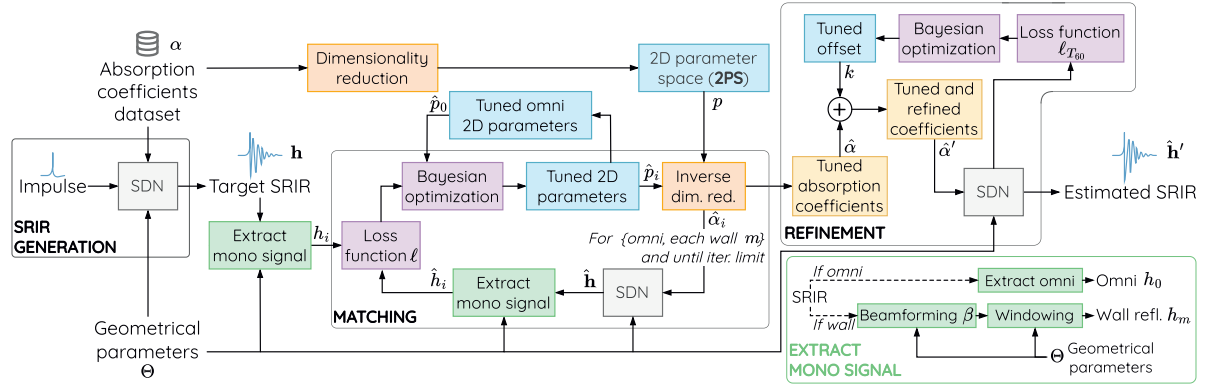 α
Absorption
coefficients
dataset
Dimensionality
reduction
2D parameter
space (2PS)
p
p̂₀
Tuned omni
2D parameters
Impulse
SDN
SRIR
GENERATION
h
Target SRIR
Extract
mono signal
hᵢ
Bayesian
optimization
Tuned 2D
parameters
p̂ᵢ
Inverse
dim. red.
α̂ᵢ
For {omni, each wall m}
and until iter. limit
Loss
function ℓ
ĥᵢ
Extract
mono signal
ĥ
SDN
MATCHING
Geometrical
parameters
Θ
Tuned
offset
k
Bayesian
optimization
Loss function
ℓ_T₆₀
+
Tuned and
refined
coefficients
α̂′
α̂
Tuned
absorption
coefficients
SDN
REFINEMENT
ĥ′
Estimated SRIR
If omni
Extract omni
Omni h₀
SRIR
If wall
Beamforming β
Windowing
Wall refl. hₘ
EXTRACT
MONO SIGNAL
Θ Geometrical
parameters